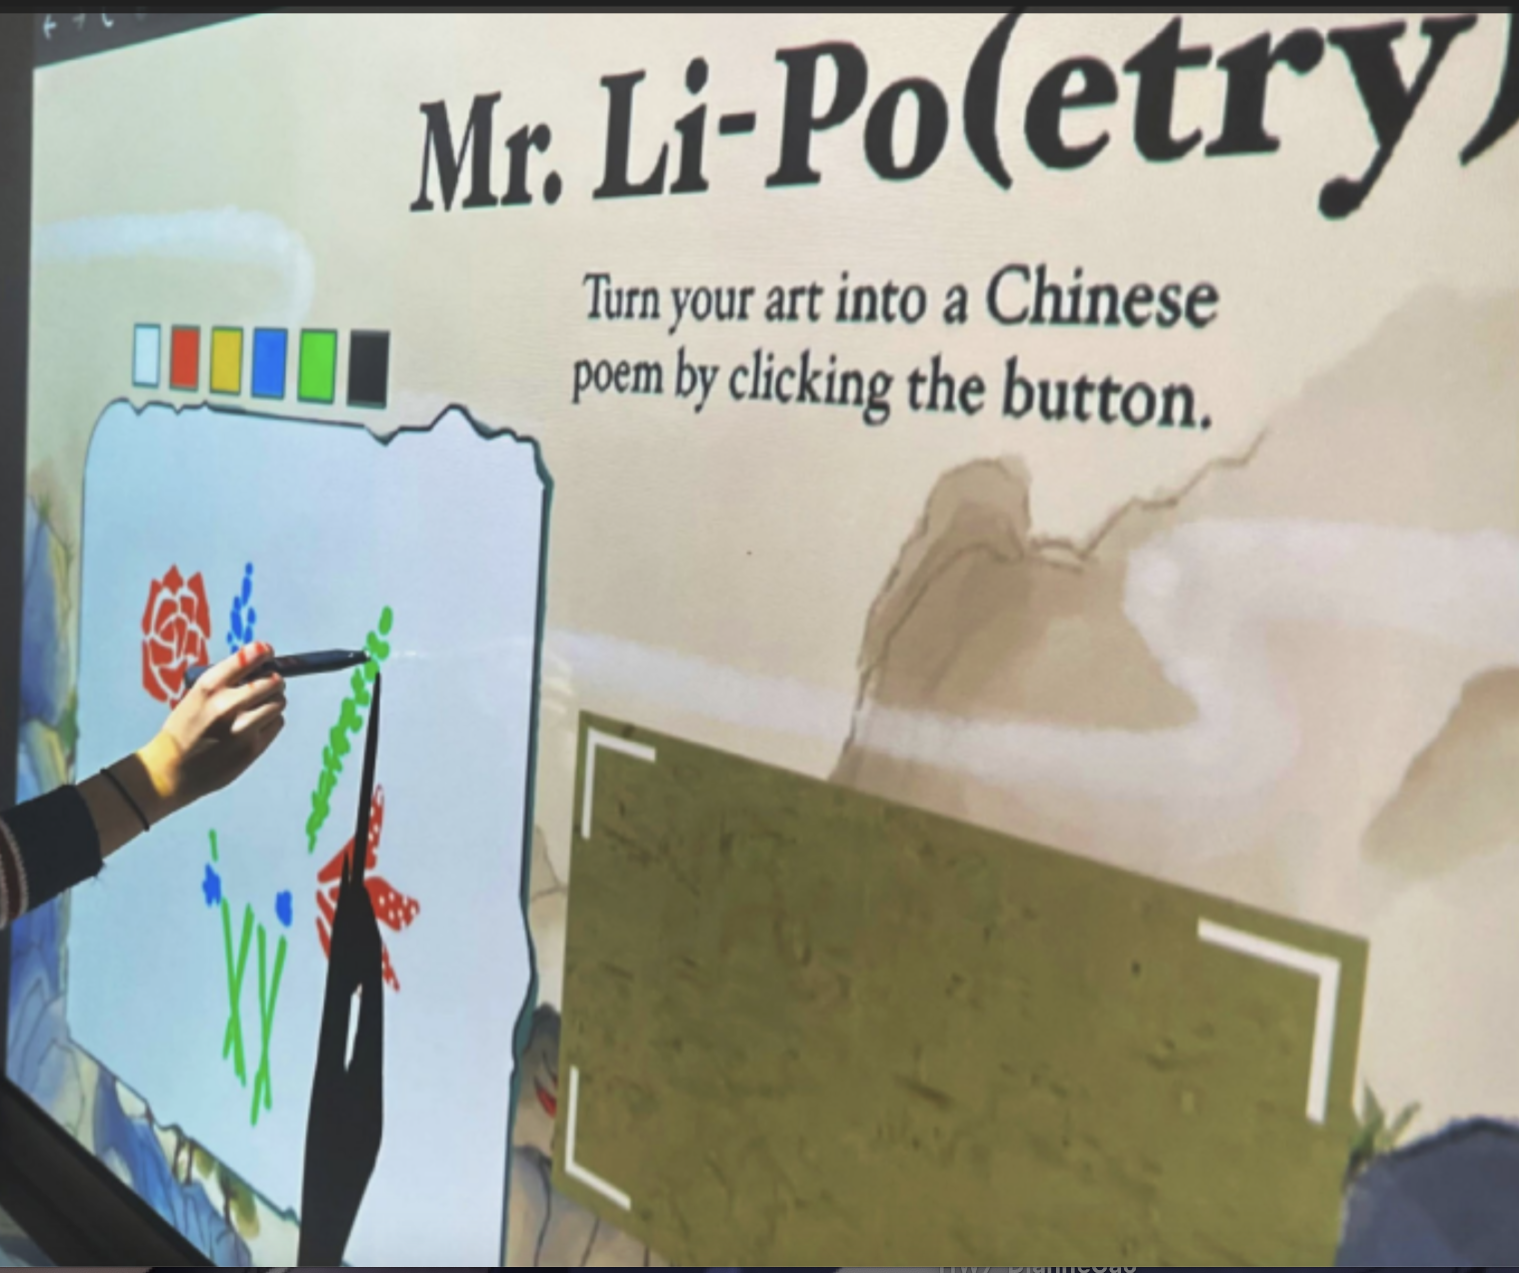 Mr. Li-Po(etry)
Turn your art into a Chinese
poem by clicking the button.